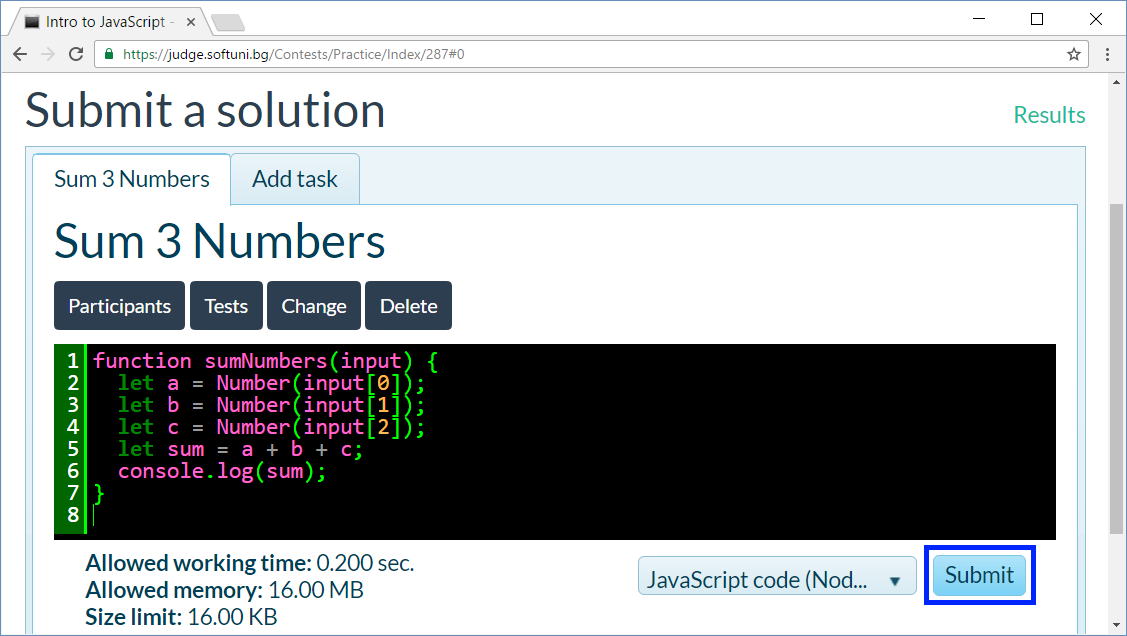 Intro to JavaScript -
https://judge.softuni.bg/Contests/Practice/Index/287#0
Submit a solution
Results
Sum 3 Numbers Add task
Sum 3 Numbers
Participants Tests Change Delete
1 function sumNumbers(input) {
2 let a = Number(input[0]);
3 let b = Number(input[1]);
4 let c = Number(input[2]);
5 let sum = a + b + c;
6 console.log(sum);
7 }
8
Allowed working time: 0.200 sec.
JavaScript code (Nod... Submit
Allowed memory: 16.00 MB
Size limit: 16.00 KB